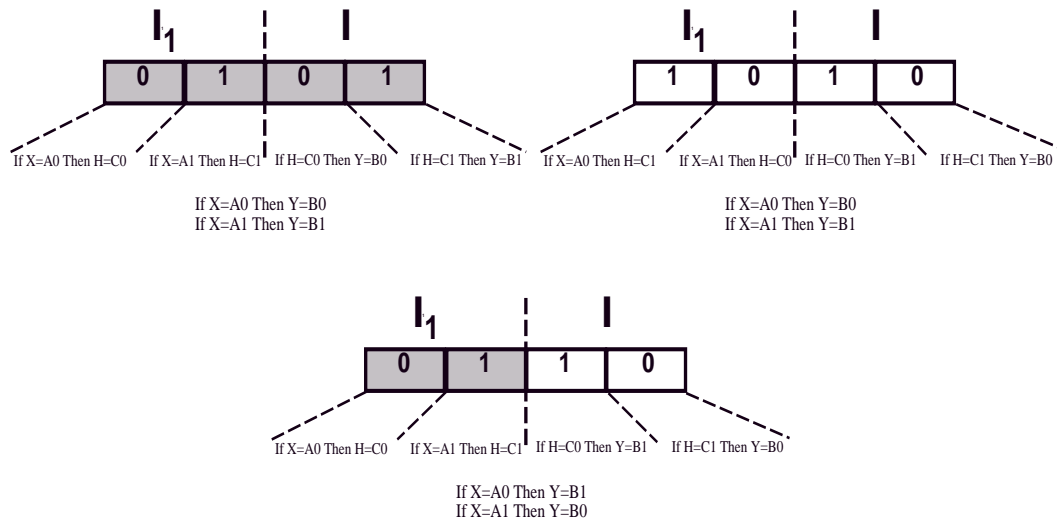 I1 I
0 1 0 1
If X=A0 Then H=C0 If X=A1 Then H=C1 If H=C0 Then Y=B0 If H=C1 Then Y=B1
If X=A0 Then Y=B0
If X=A1 Then Y=B1
I1 I
1 0 1 0
If X=A0 Then H=C1 If X=A1 Then H=C0 If H=C0 Then Y=B1 If H=C1 Then Y=B0
If X=A0 Then Y=B0
If X=A1 Then Y=B1
I1 I
0 1 1 0
If X=A0 Then H=C0 If X=A1 Then H=C1 If H=C0 Then Y=B1 If H=C1 Then Y=B0
If X=A0 Then Y=B1
If X=A1 Then Y=B0